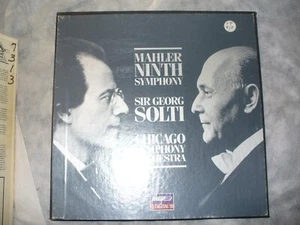 MAHLER
NINTH
SYMPHONY
SIR GEORG
SOLTI
CHICAGO
SYMPHONY
ORCHESTRA